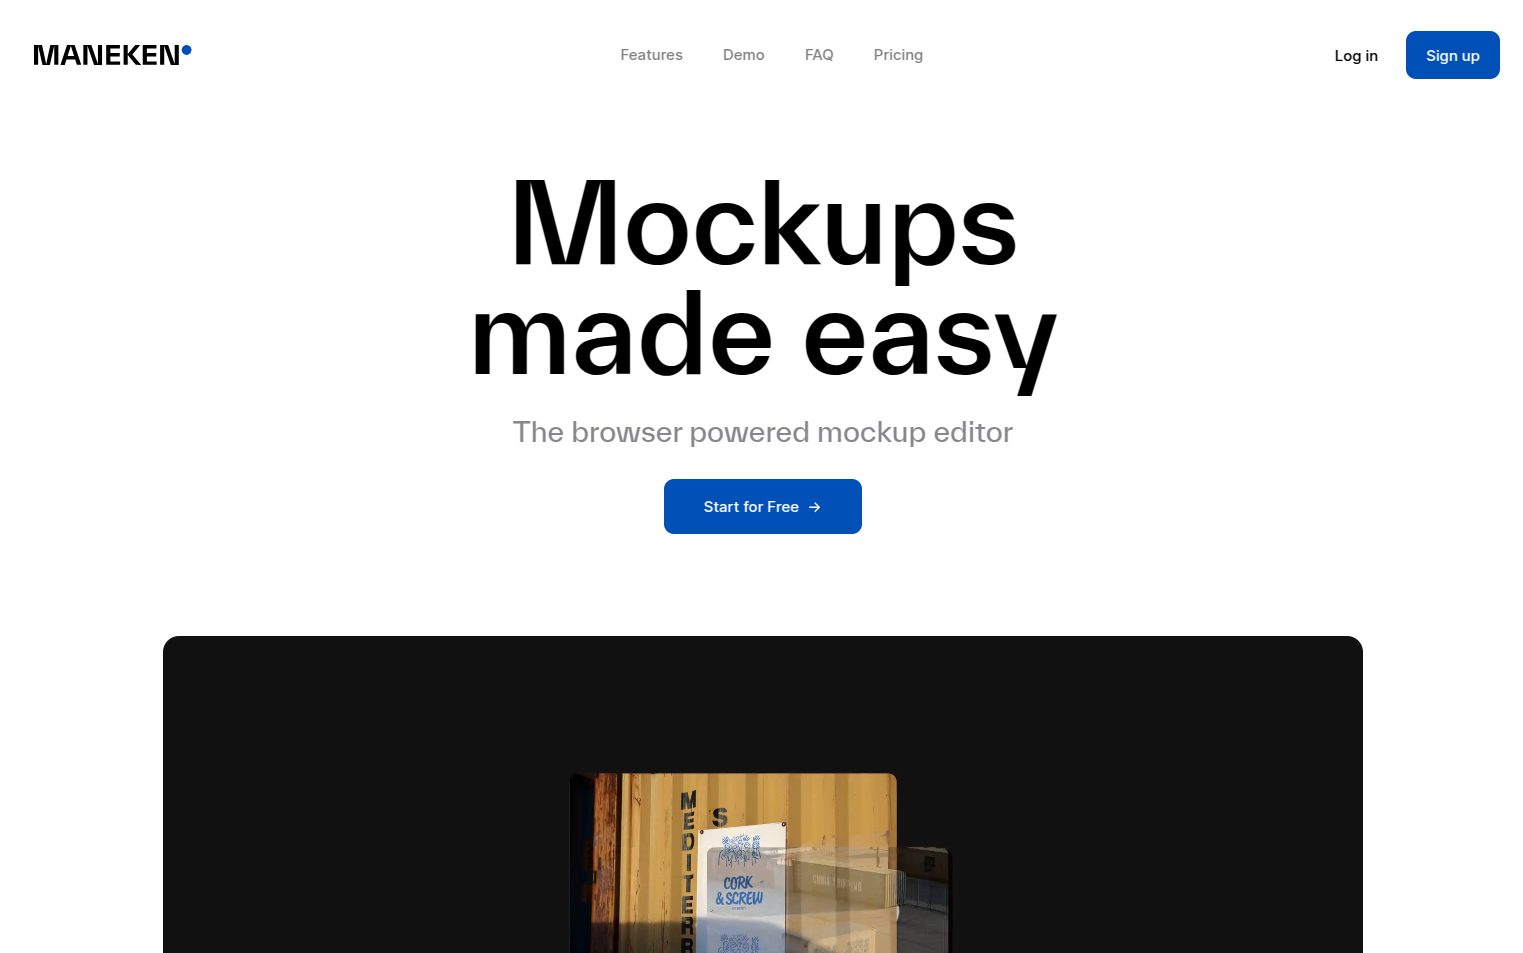 MANEKEN
Features
Demo
FAQ
Pricing
Log in
Sign up
Mockups
made easy
The browser powered mockup editor
Start for Free →
S
CORK
& SCREW